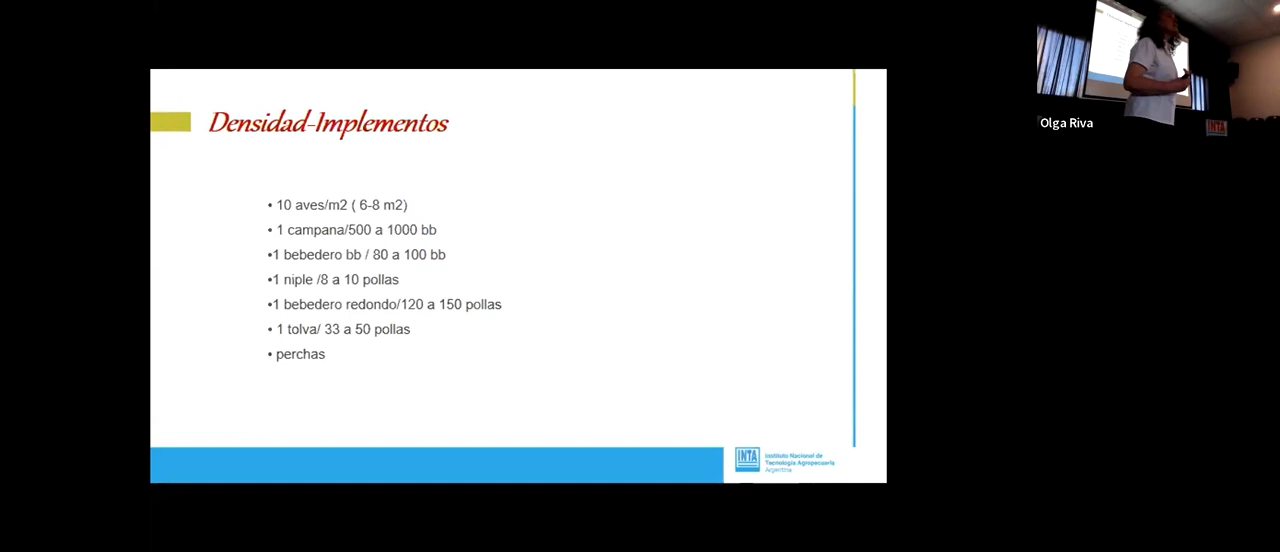 Densidad-Implementos
• 10 aves/m2 ( 6-8 m2)
• 1 campana/500 a 1000 bb
•1 bebedero bb / 80 a 100 bb
•1 niple /8 a 10 pollas
•1 bebedero redondo/120 a 150 pollas
• 1 tolva/ 33 a 50 pollas
• perchas
INTA
Instituto Nacional de
Tecnología Agropecuaria
Argentina
Olga Riva
INTA